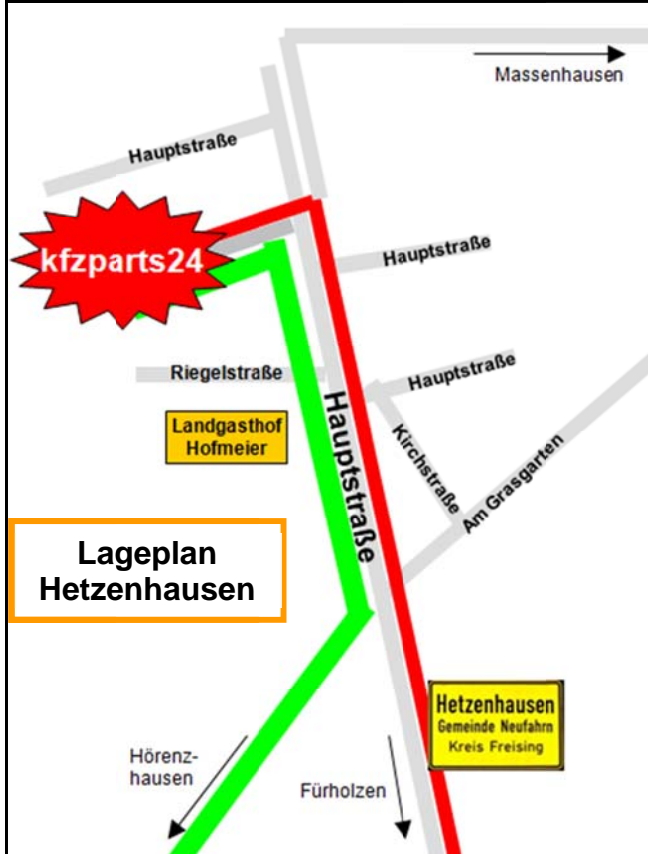 Massenhausen
Hauptstraße
kfzparts24
Hauptstraße
Riegelstraße
Hauptstraße
Landgasthof
Hofmeier
Hauptstraße
Kirchstraße
Am Grasgarten
Lageplan
Hetzenhausen
Hetzenhausen
Gemeinde Neufahrn
Kreis Freising
Hörenz-
hausen
Fürholzen